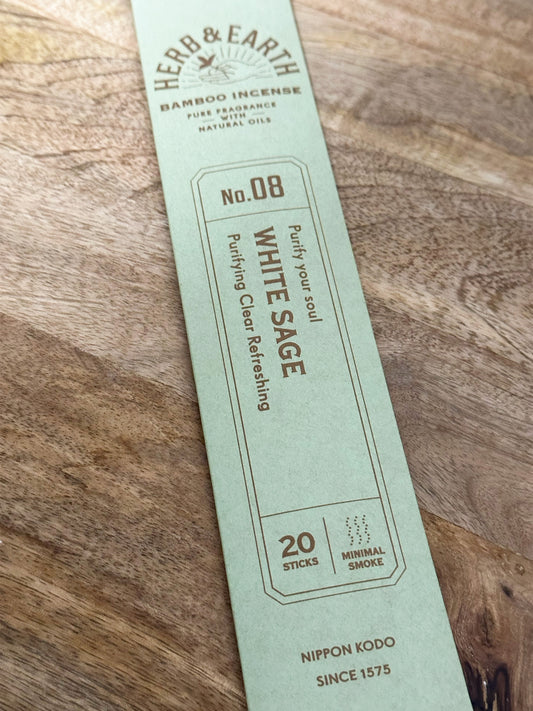 HERB & EARTH
BAMBOO INCENSE
PURE FRAGRANCE
WITH
NATURAL OILS
No.08
Purify your soul
WHITE SAGE
Purifying Clear Refreshing
20
STICKS
MINIMAL
SMOKE
NIPPON KODO
SINCE 1575